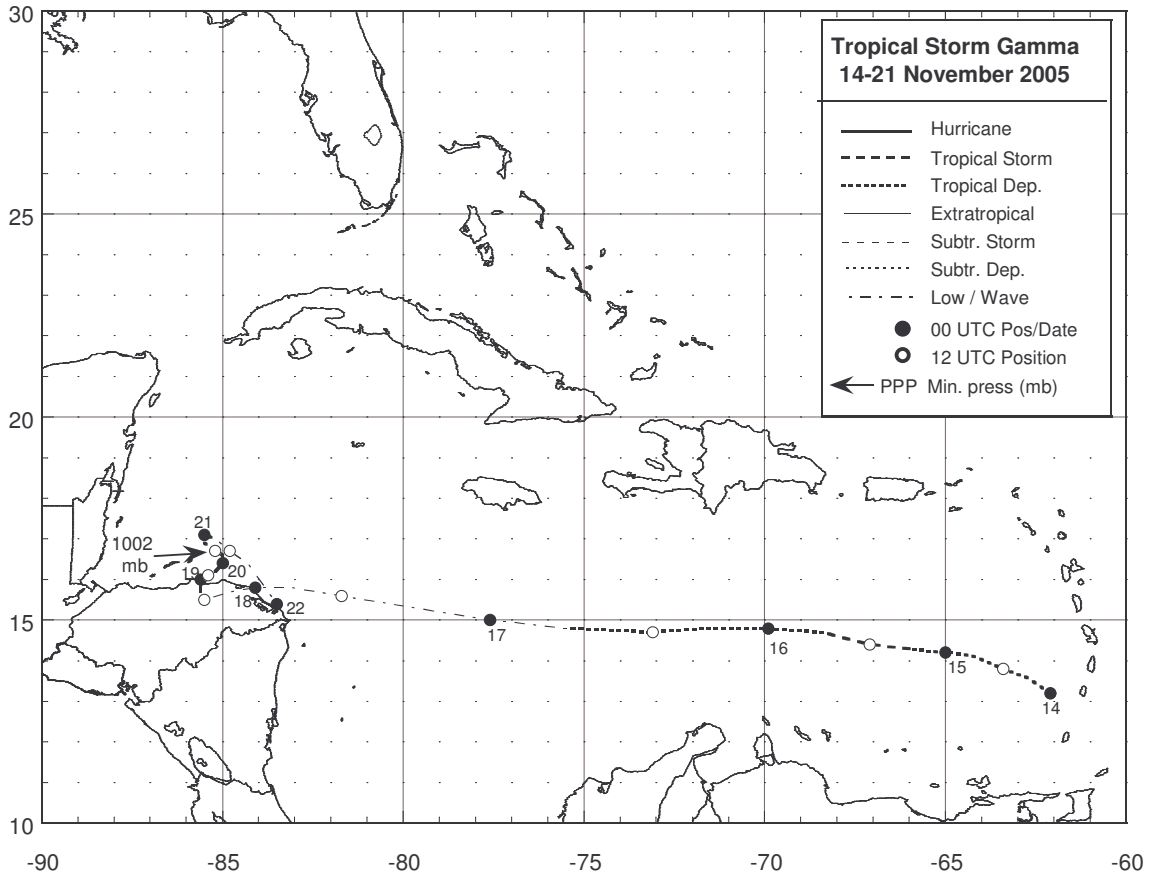 30
Tropical Storm Gamma
14-21 November 2005
Hurricane
Tropical Storm
Tropical Dep.
Extratropical
Subtr. Storm
Subtr. Dep.
Low / Wave
00 UTC Pos/Date
12 UTC Position
PPP Min. press (mb)
25
20
21
1002
mb
19
20
18
22
15
17
16
15
14
10
-90
-85
-80
-75
-70
-65
-60